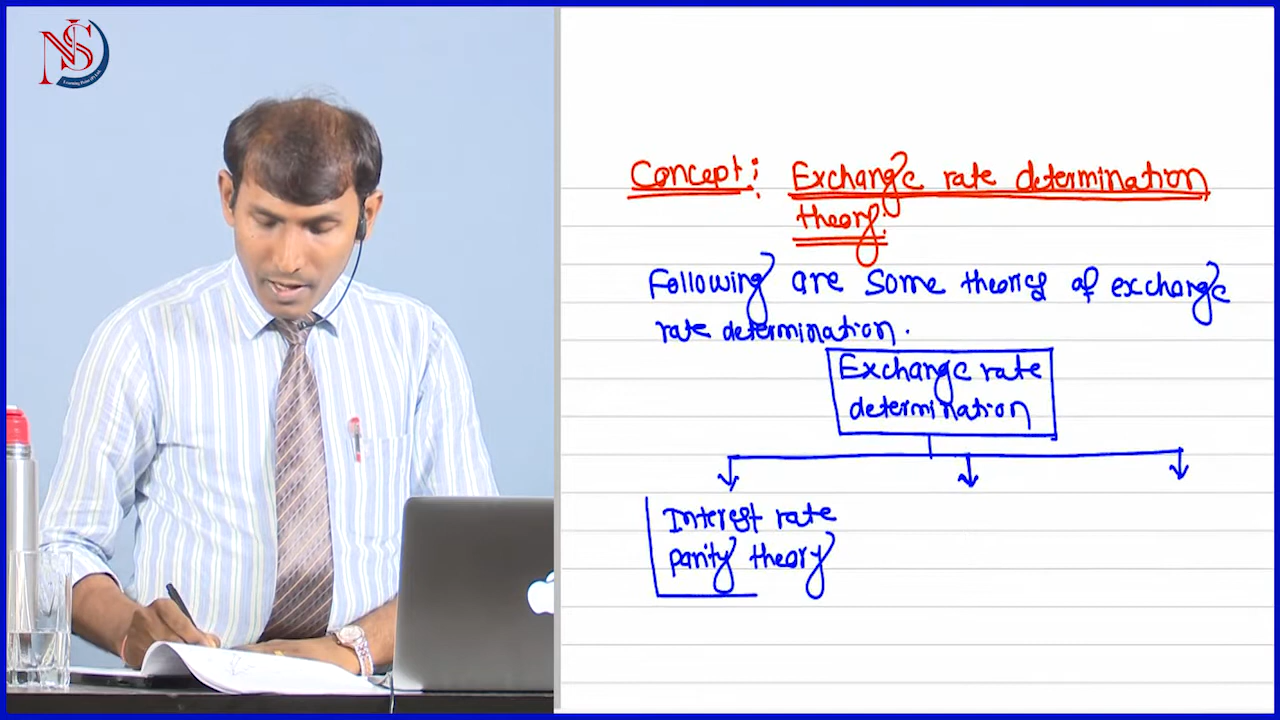 NS
Concept: Exchange rate determination
theory:
Following are some theories of exchange
rate determination.
Exchange rate
determination
Interest rate
parity theory